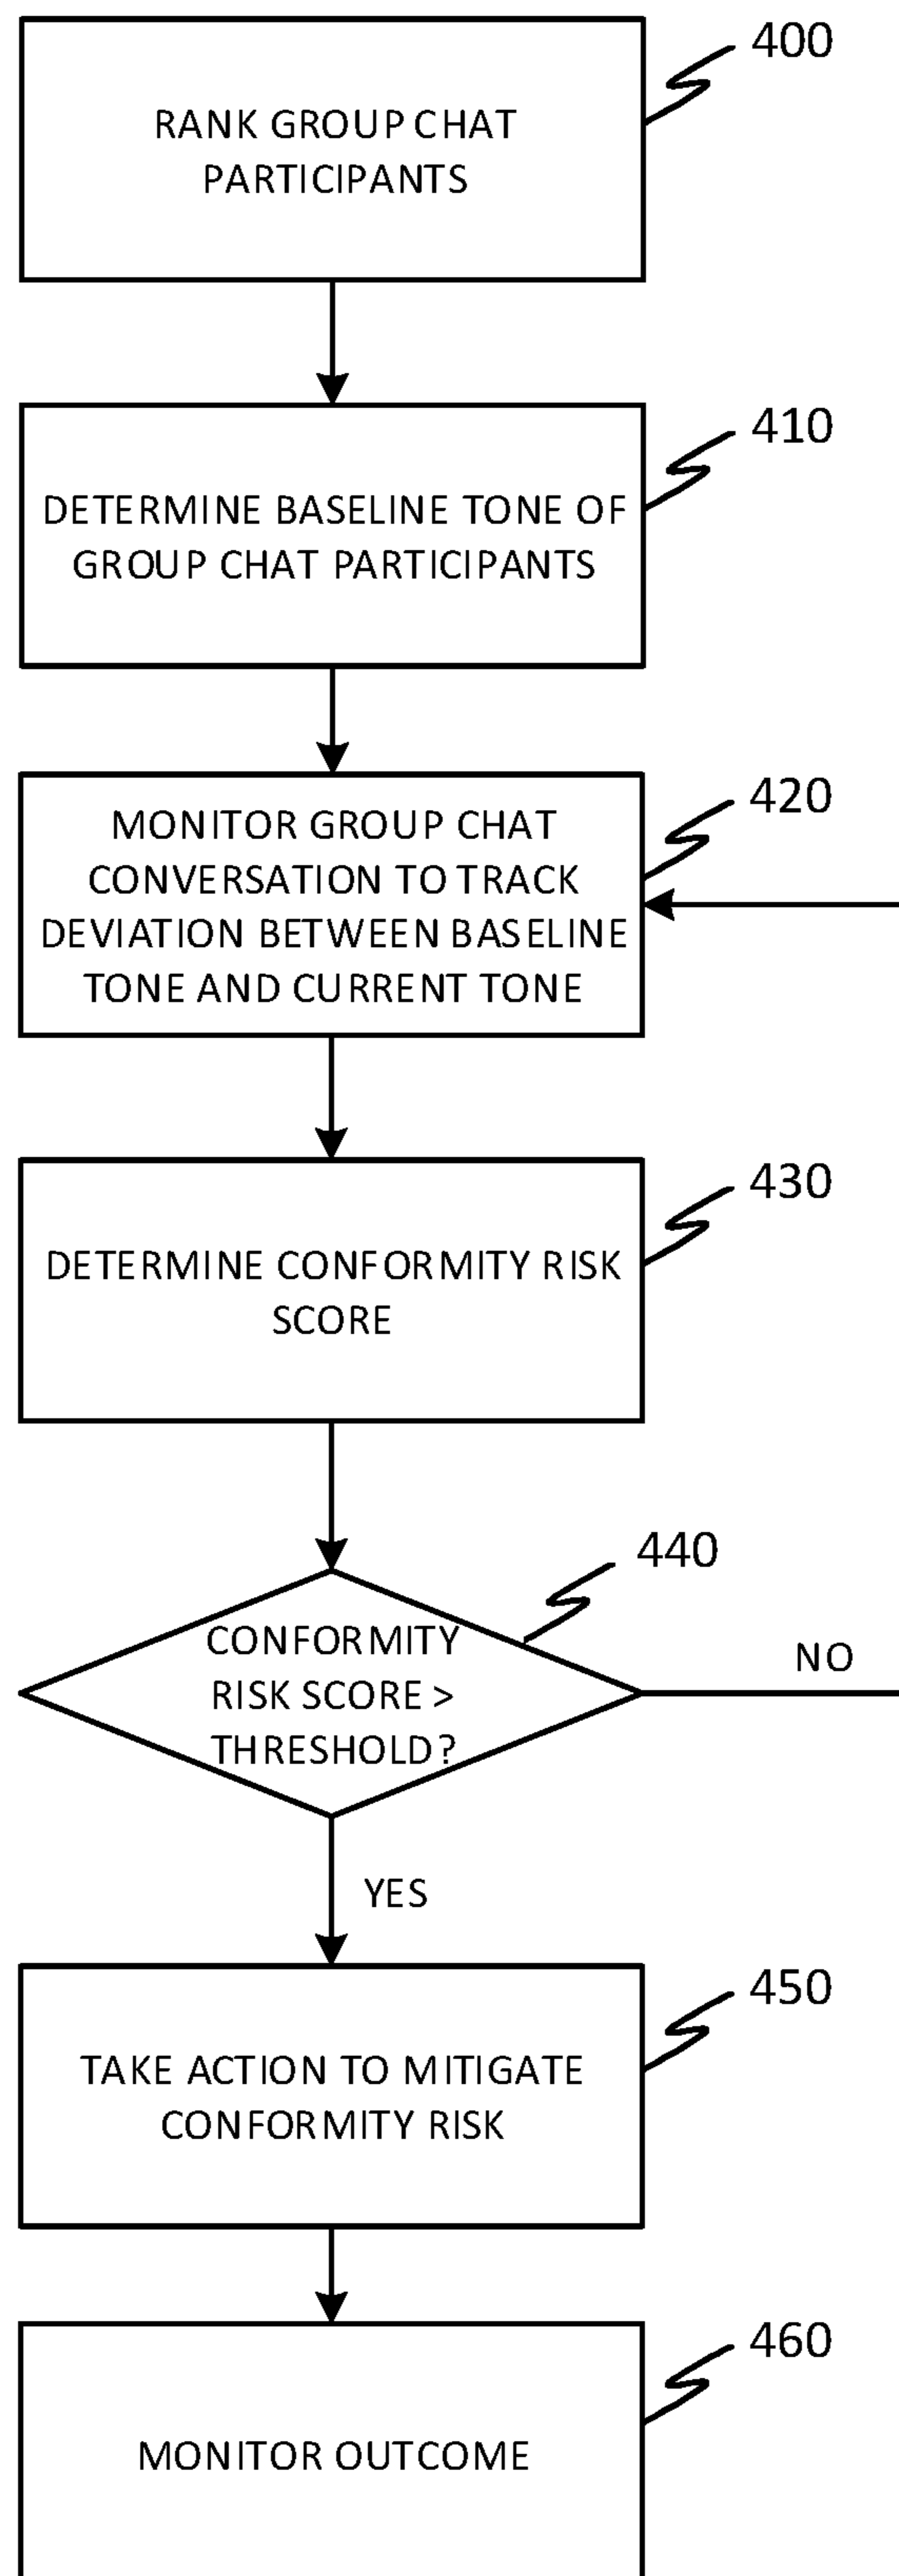 400
RANK GROUP CHAT
PARTICIPANTS
410
DETERMINE BASELINE TONE OF
GROUP CHAT PARTICIPANTS
420
MONITOR GROUP CHAT
CONVERSATION TO TRACK
DEVIATION BETWEEN BASELINE
TONE AND CURRENT TONE
430
DETERMINE CONFORMITY RISK
SCORE
440
CONFORMITY
RISK SCORE >
THRESHOLD?
NO
YES
450
TAKE ACTION TO MITIGATE
CONFORMITY RISK
460
MONITOR OUTCOME